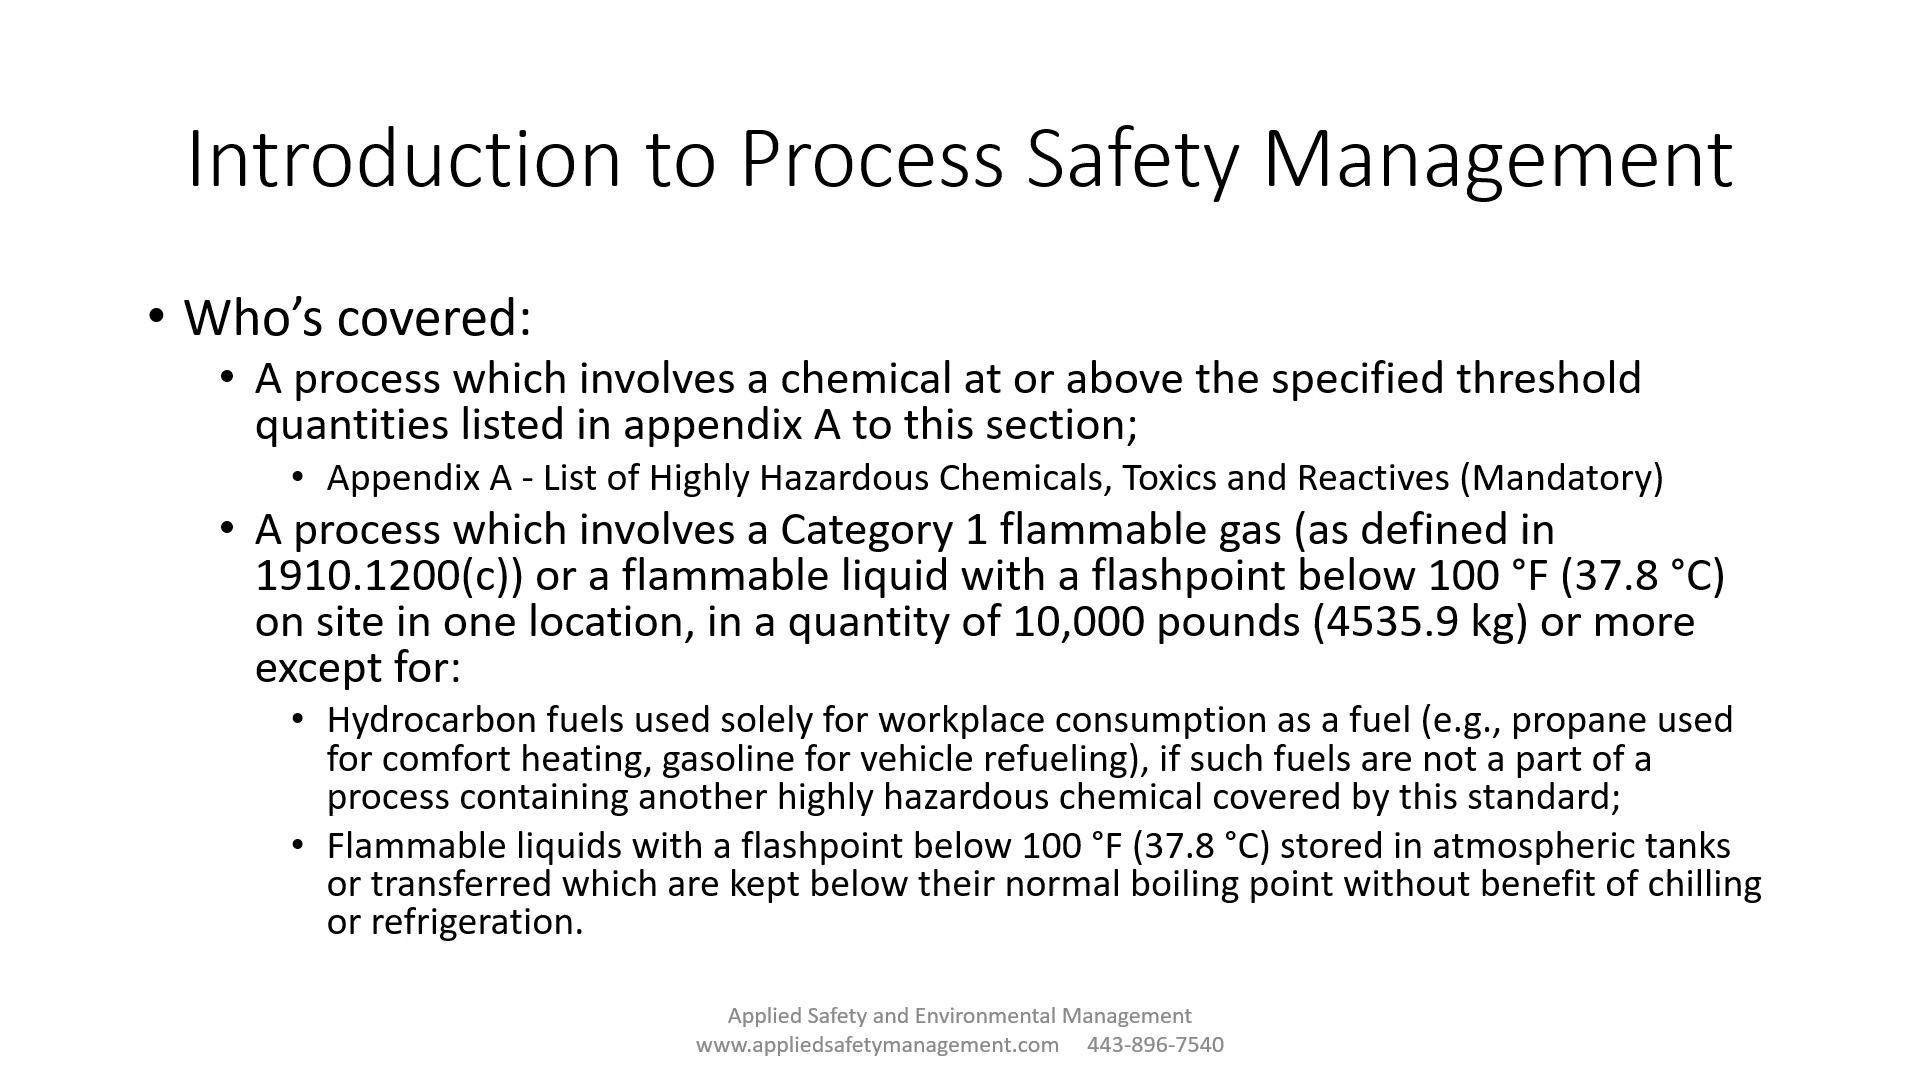 Introduction to Process Safety Management
• Who’s covered:
• A process which involves a chemical at or above the specified threshold
quantities listed in appendix A to this section;
• Appendix A - List of Highly Hazardous Chemicals, Toxics and Reactives (Mandatory)
• A process which involves a Category 1 flammable gas (as defined in
1910.1200(c)) or a flammable liquid with a flashpoint below 100 °F (37.8 °C)
on site in one location, in a quantity of 10,000 pounds (4535.9 kg) or more
except for:
• Hydrocarbon fuels used solely for workplace consumption as a fuel (e.g., propane used
for comfort heating, gasoline for vehicle refueling), if such fuels are not a part of a
process containing another highly hazardous chemical covered by this standard;
• Flammable liquids with a flashpoint below 100 °F (37.8 °C) stored in atmospheric tanks
or transferred which are kept below their normal boiling point without benefit of chilling
or refrigeration.
Applied Safety and Environmental Management
www.appliedsafetymanagement.com 443-896-7540